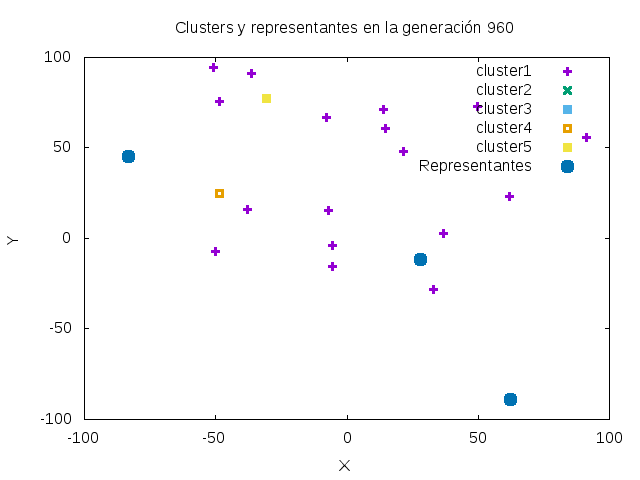 Clusters y representantes en la generación 960
100
50
0
-50
-100
-100
-50
0
50
100
Y
X
cluster1
cluster2
cluster3
cluster4
cluster5
Representantes